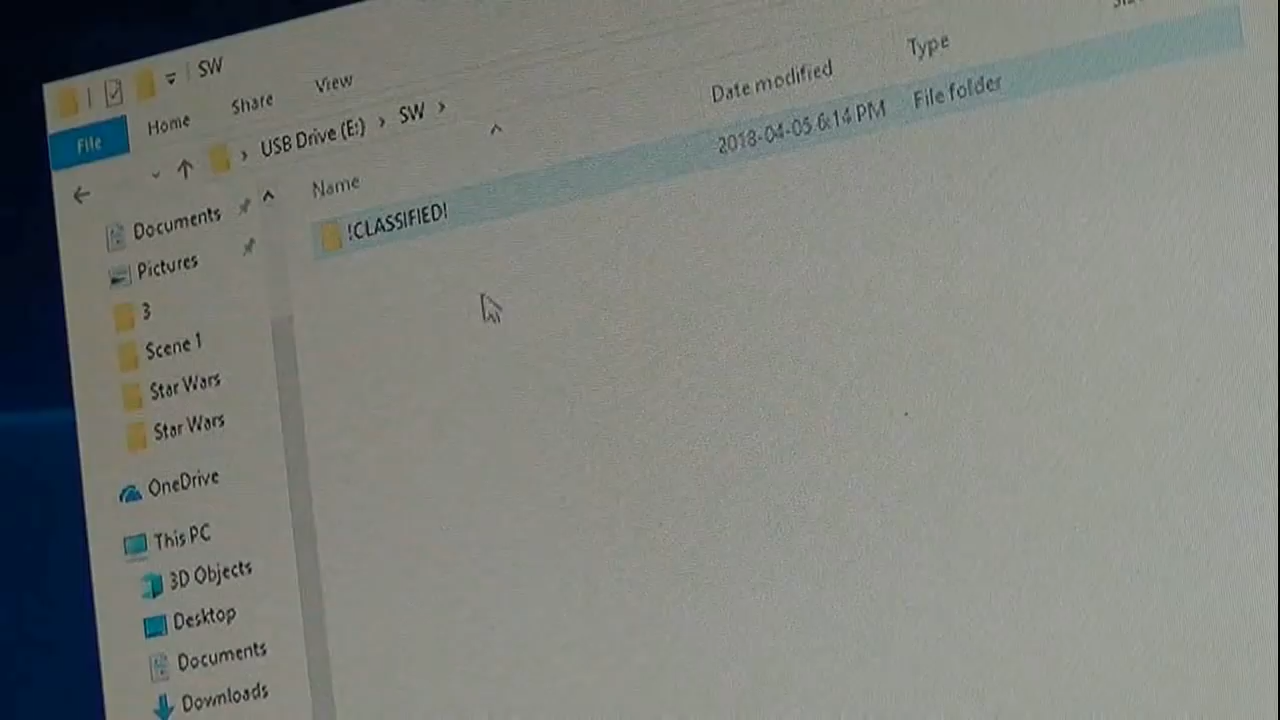 SW
File Home Share View
USB Drive (E:) › SW ›
Name Date modified Type
!CLASSIFIED! 2018-04-05 6:14 PM File folder
Documents
Pictures
3
Scene 1
Star Wars
Star Wars
OneDrive
This PC
3D Objects
Desktop
Documents
Downloads